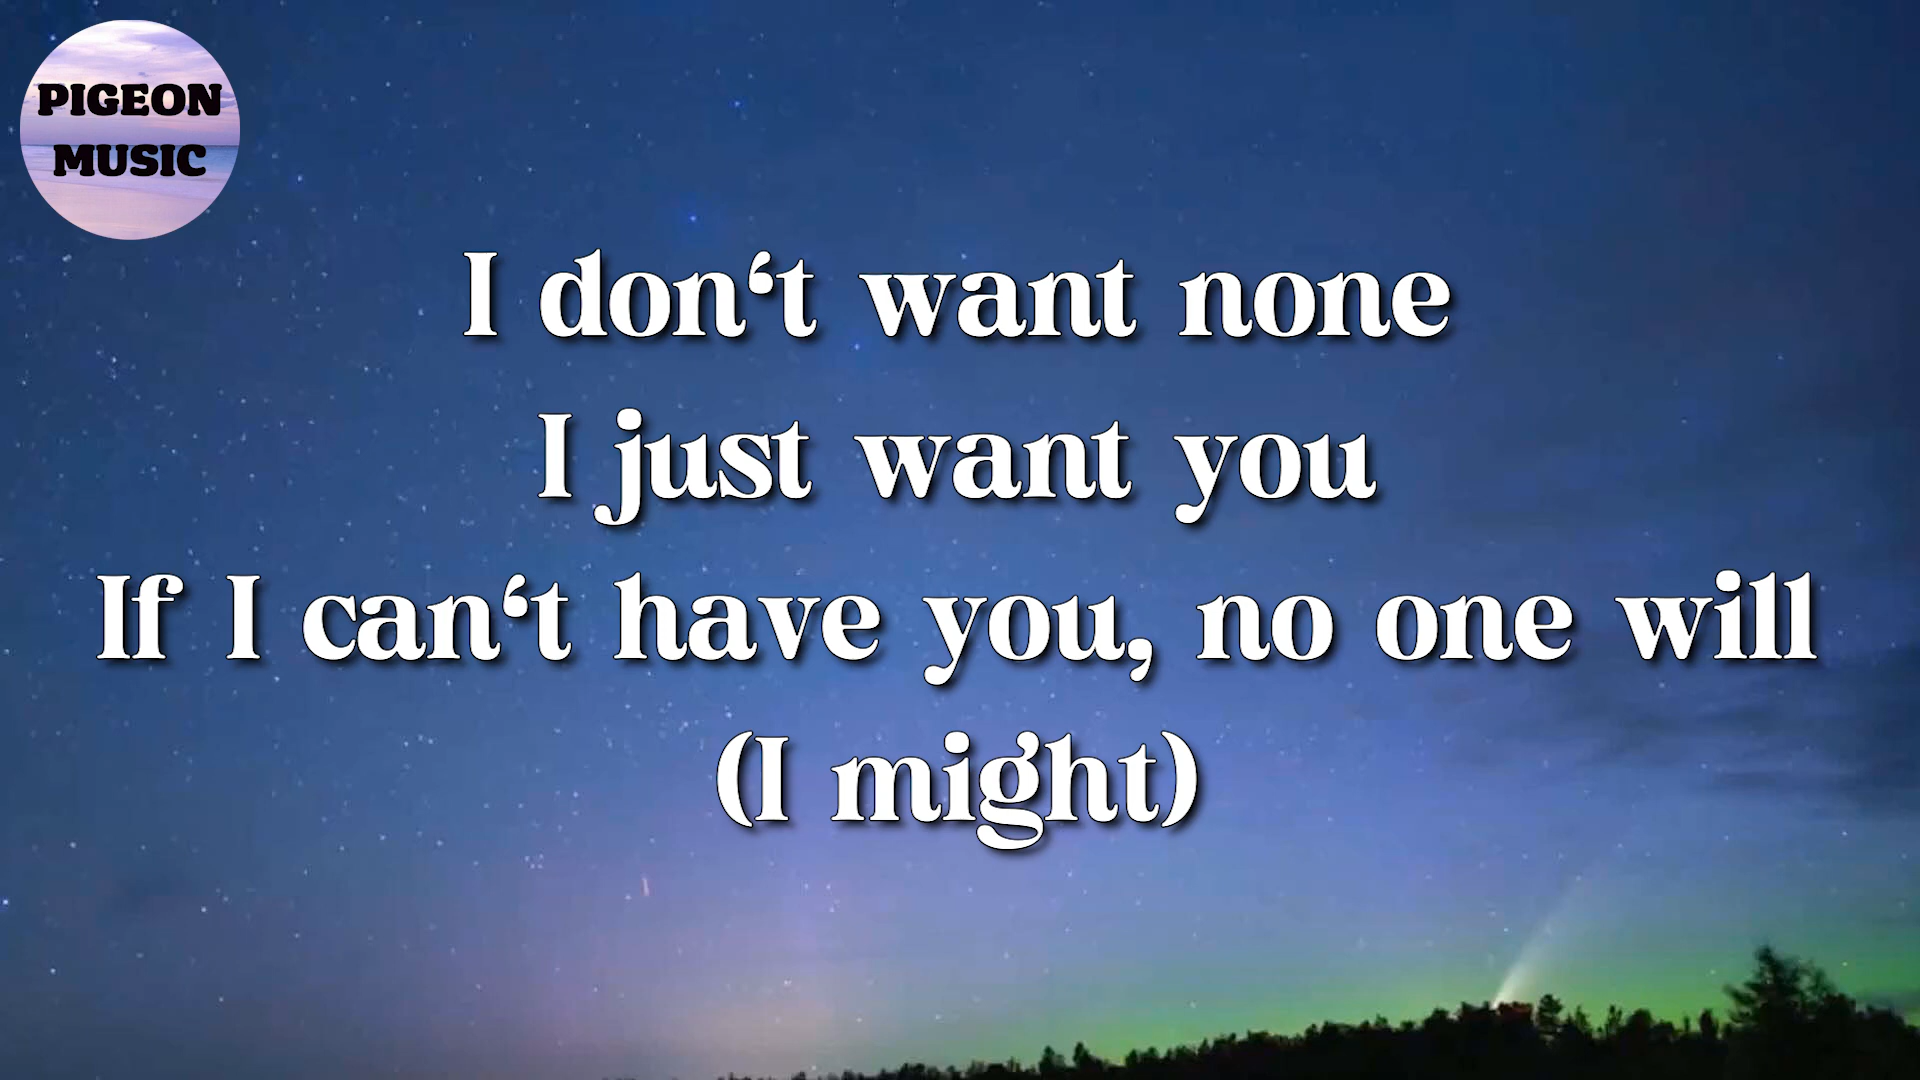 PIGEON
MUSIC
I don‘t want none
I just want you
If I can‘t have you, no one will
(I might)